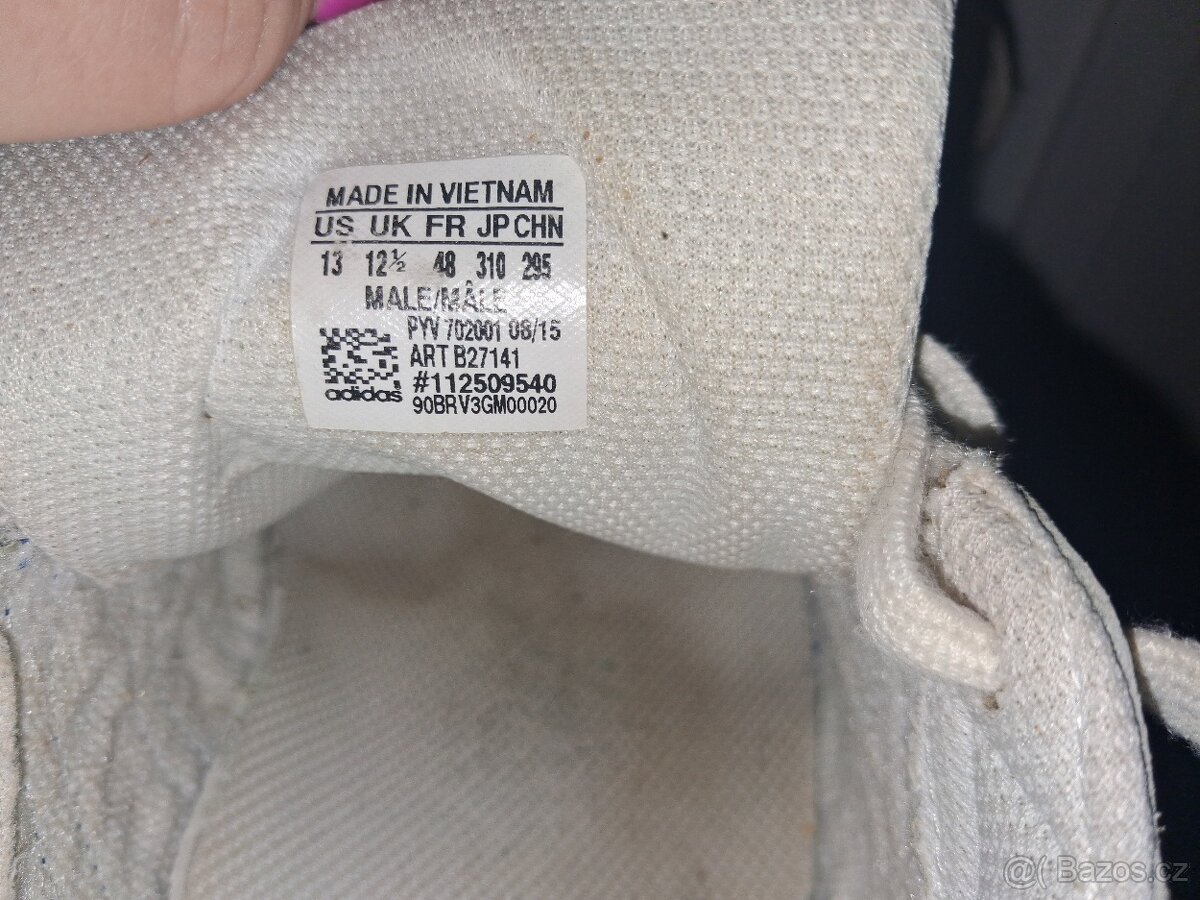 MADE IN VIETNAM
US UK FR JP CHN
13 12½ 48 310 295
MALE/MÂLE
PYV 702001 08/15
ART B27141
#112509540
adidas 90BRV3GM00020
@( Bazos.cz